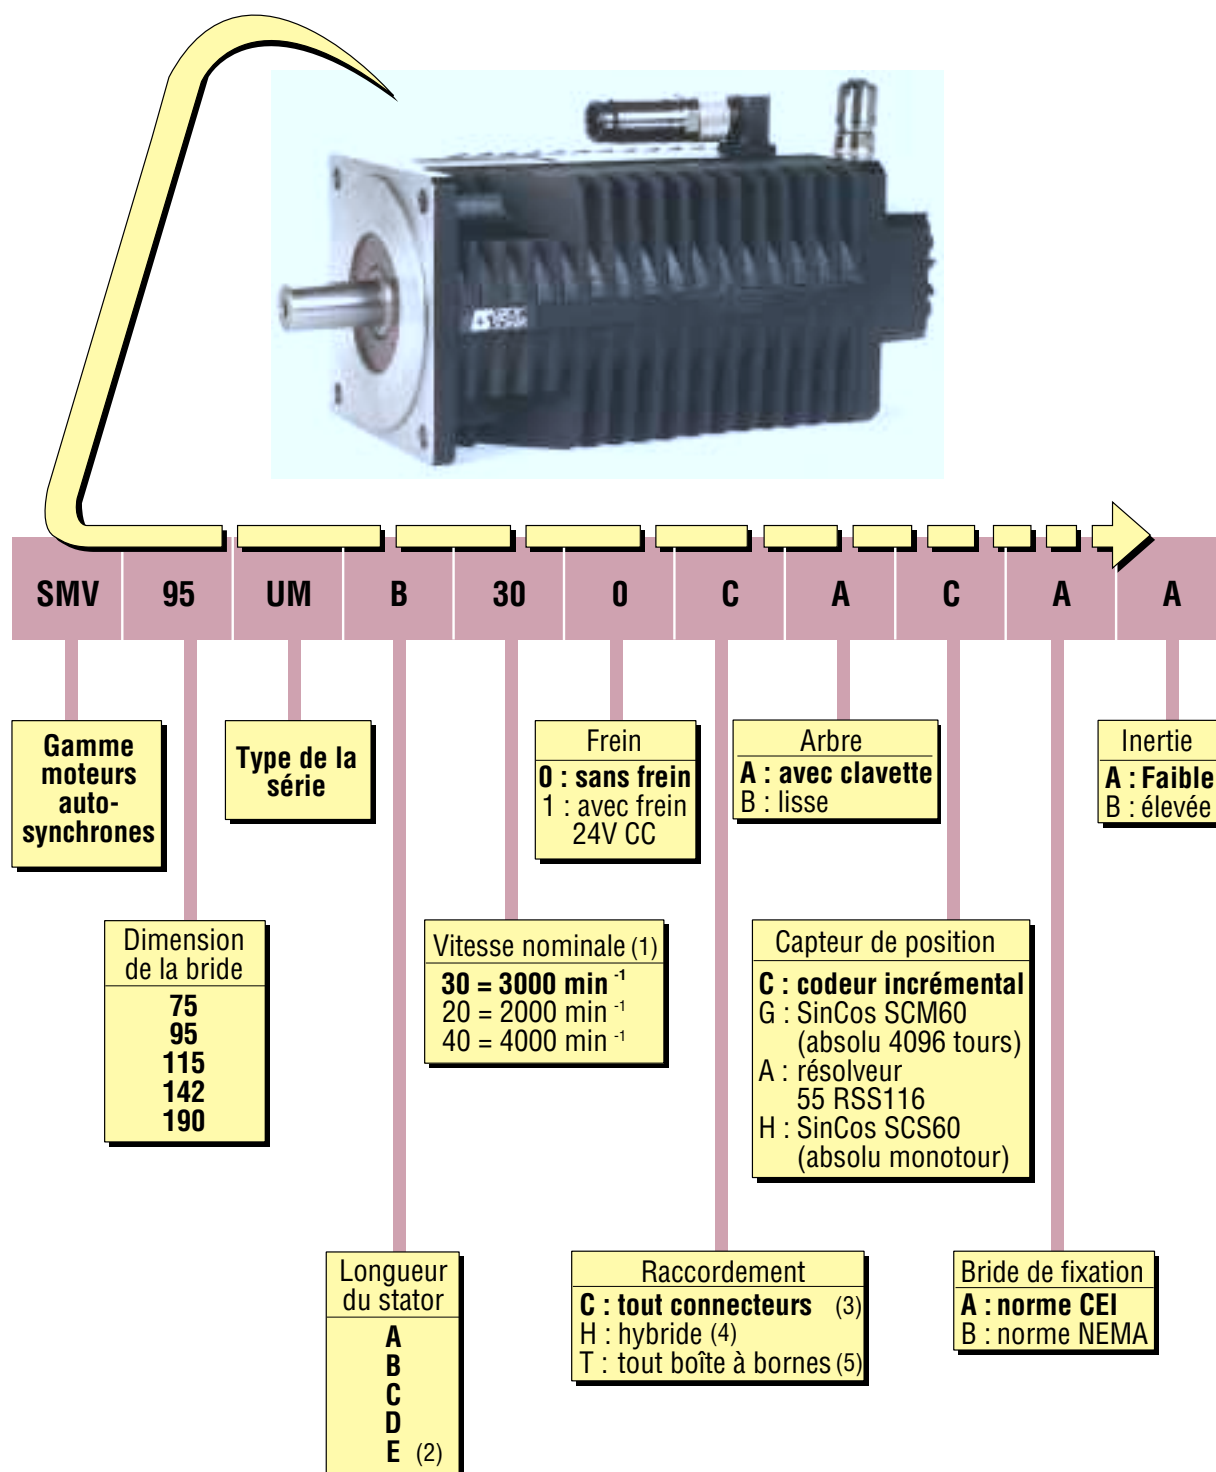 SMV 95 UM B 30 0 C A C A A
Gamme
moteurs
auto-
synchrones
Type de la
série
Frein
0 : sans frein
1 : avec frein
24V CC
Arbre
A : avec clavette
B : lisse
Inertie
A : Faible
B : élevée
Dimension
de la bride
75
95
115
142
190
Vitesse nominale (1)
30 = 3000 min -1
20 = 2000 min -1
40 = 4000 min -1
Capteur de position
C : codeur incrémental
G : SinCos SCM60
(absolu 4096 tours)
A : résolveur
55 RSS116
H : SinCos SCS60
(absolu monotour)
Longueur
du stator
A
B
C
D
E (2)
Raccordement
C : tout connecteurs (3)
H : hybride (4)
T : tout boîte à bornes (5)
Bride de fixation
A : norme CEI
B : norme NEMA